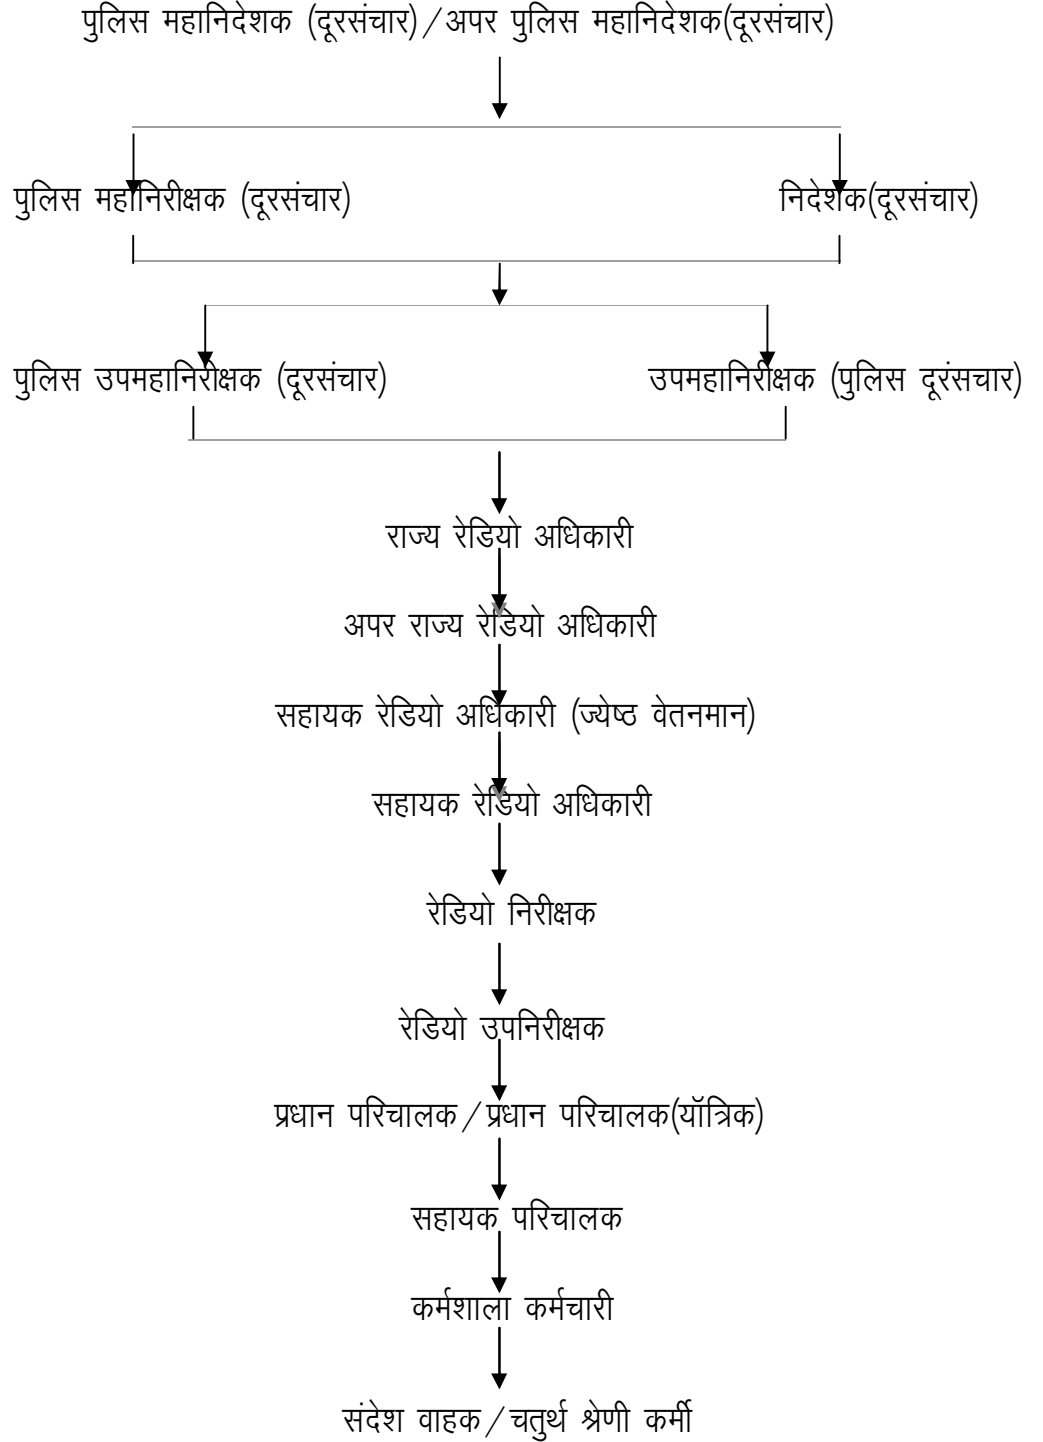 पुलिस महानिदेशक (दूरसंचार)/अपर पुलिस महानिदेशक(दूरसंचार)
पुलिस महानिरीक्षक (दूरसंचार) निदेशक(दूरसंचार)
पुलिस उपमहानिरीक्षक (दूरसंचार) उपमहानिरीक्षक (पुलिस दूरंसचार)
राज्य रेडियो अधिकारी
अपर राज्य रेडियो अधिकारी
सहायक रेडियो अधिकारी (ज्येष्ठ वेतनमान)
सहायक रेडियो अधिकारी
रेडियो निरीक्षक
रेडियो उपनिरीक्षक
प्रधान परिचालक/प्रधान परिचालक(यॉत्रिक)
सहायक परिचालक
कर्मशाला कर्मचारी
संदेश वाहक/चतुर्थ श्रेणी कर्मी